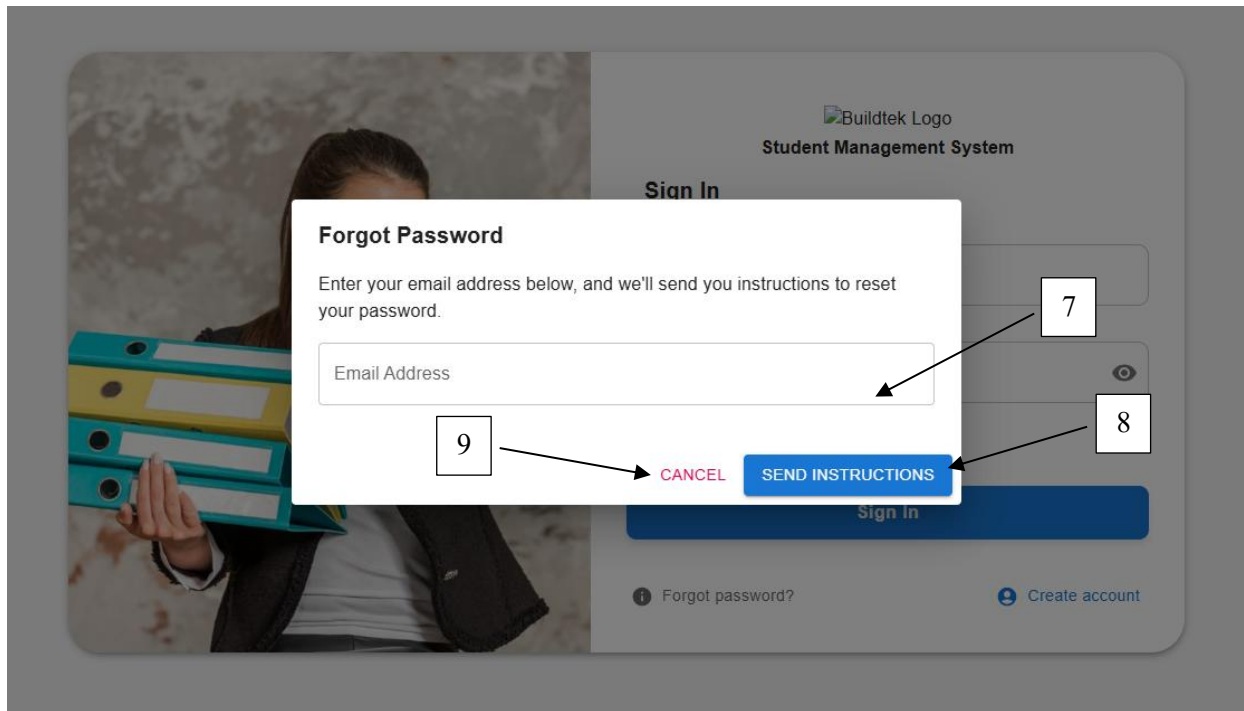 Buildtek Logo
Student Management System
Sign In
Forgot Password
Enter your email address below, and we'll send you instructions to reset
your password.
7
Email Address
8
9
CANCEL
SEND INSTRUCTIONS
Sign In
Forgot password?
Create account